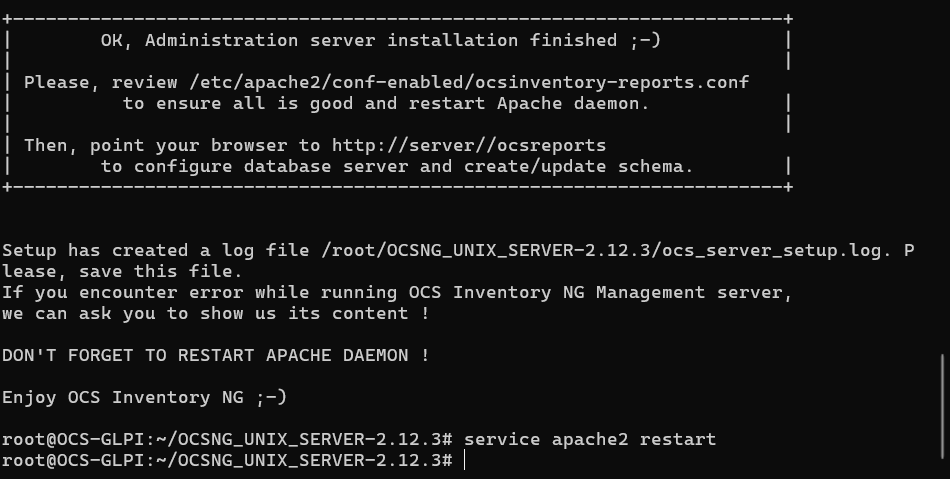 +----------------------------------------------------------------------+
|        OK, Administration server installation finished ;-)           |
|                                                                      |
| Please, review /etc/apache2/conf-enabled/ocsinventory-reports.conf
|          to ensure all is good and restart Apache daemon.            |
|                                                                      |
| Then, point your browser to http://server//ocsreports
|        to configure database server and create/update schema.        |
+----------------------------------------------------------------------+
Setup has created a log file /root/OCSNG_UNIX_SERVER-2.12.3/ocs_server_setup.log. P
lease, save this file.
If you encounter error while running OCS Inventory NG Management server,
we can ask you to show us its content !
DON'T FORGET TO RESTART APACHE DAEMON !
Enjoy OCS Inventory NG ;-)
root@OCS-GLPI:~/OCSNG_UNIX_SERVER-2.12.3# service apache2 restart
root@OCS-GLPI:~/OCSNG_UNIX_SERVER-2.12.3#